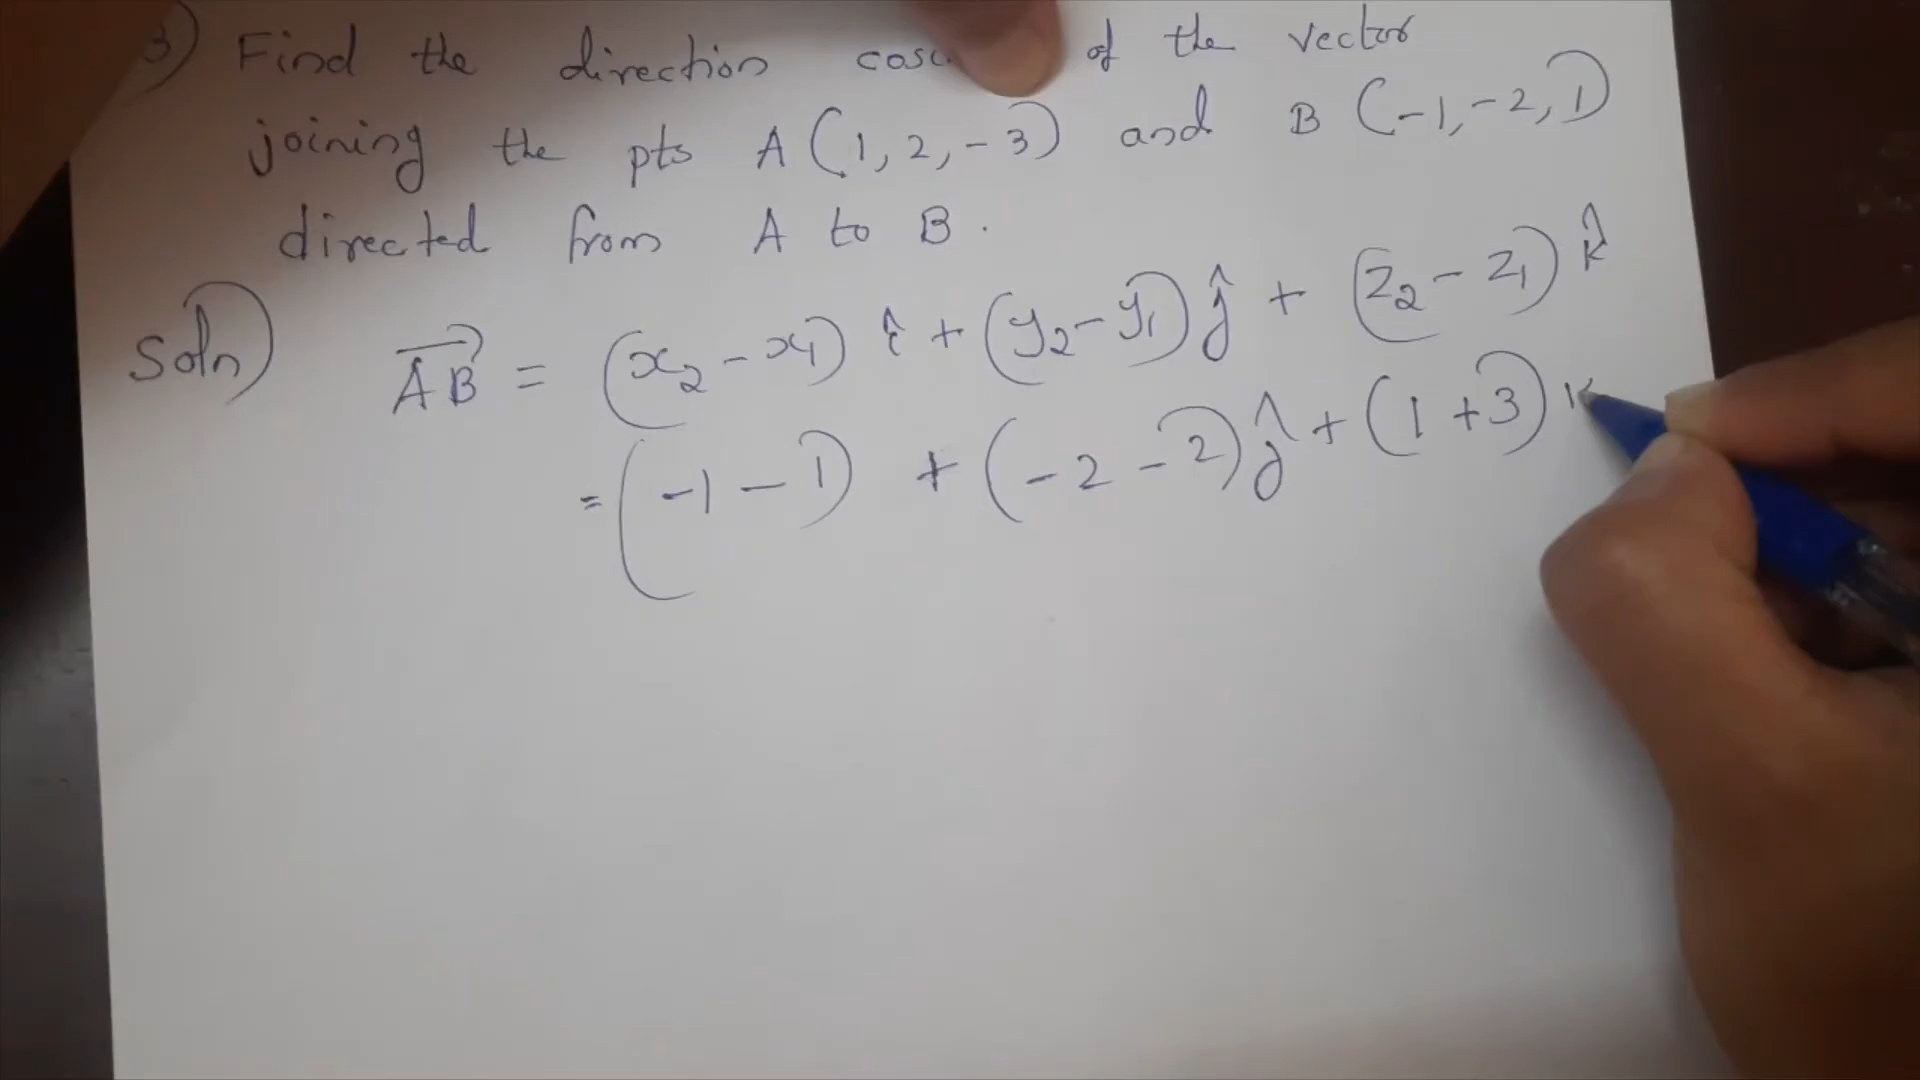 3) Find the direction of the vector
joining the pts A (1, 2, -3) and B (-1, -2, 1)
directed from A to B.
Soln) $\overrightarrow{AB}$ = (x₂ - x₁) î + (y₂ - y₁) ĵ + (z₂ - z₁) k̂
= (-1 - 1) + (-2 - 2) ĵ + (1 + 3) k